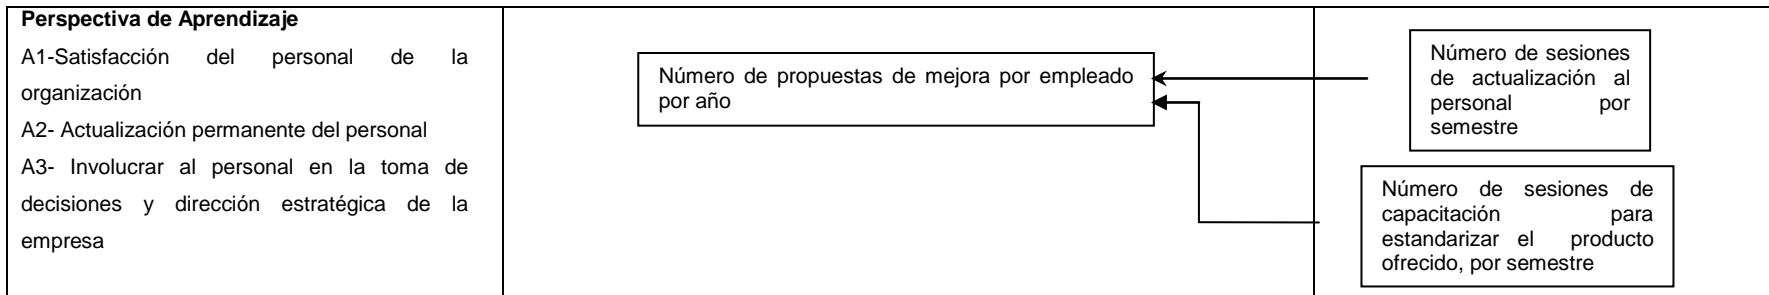 Perspectiva de Aprendizaje
A1-Satisfacción del personal de la
organización
A2- Actualización permanente del personal
A3- Involucrar al personal en la toma de
decisiones y dirección estratégica de la
empresa
Número de propuestas de mejora por empleado
por año
Número de sesiones
de actualización al
personal por
semestre
Número de sesiones de
capacitación para
estandarizar el producto
ofrecido, por semestre